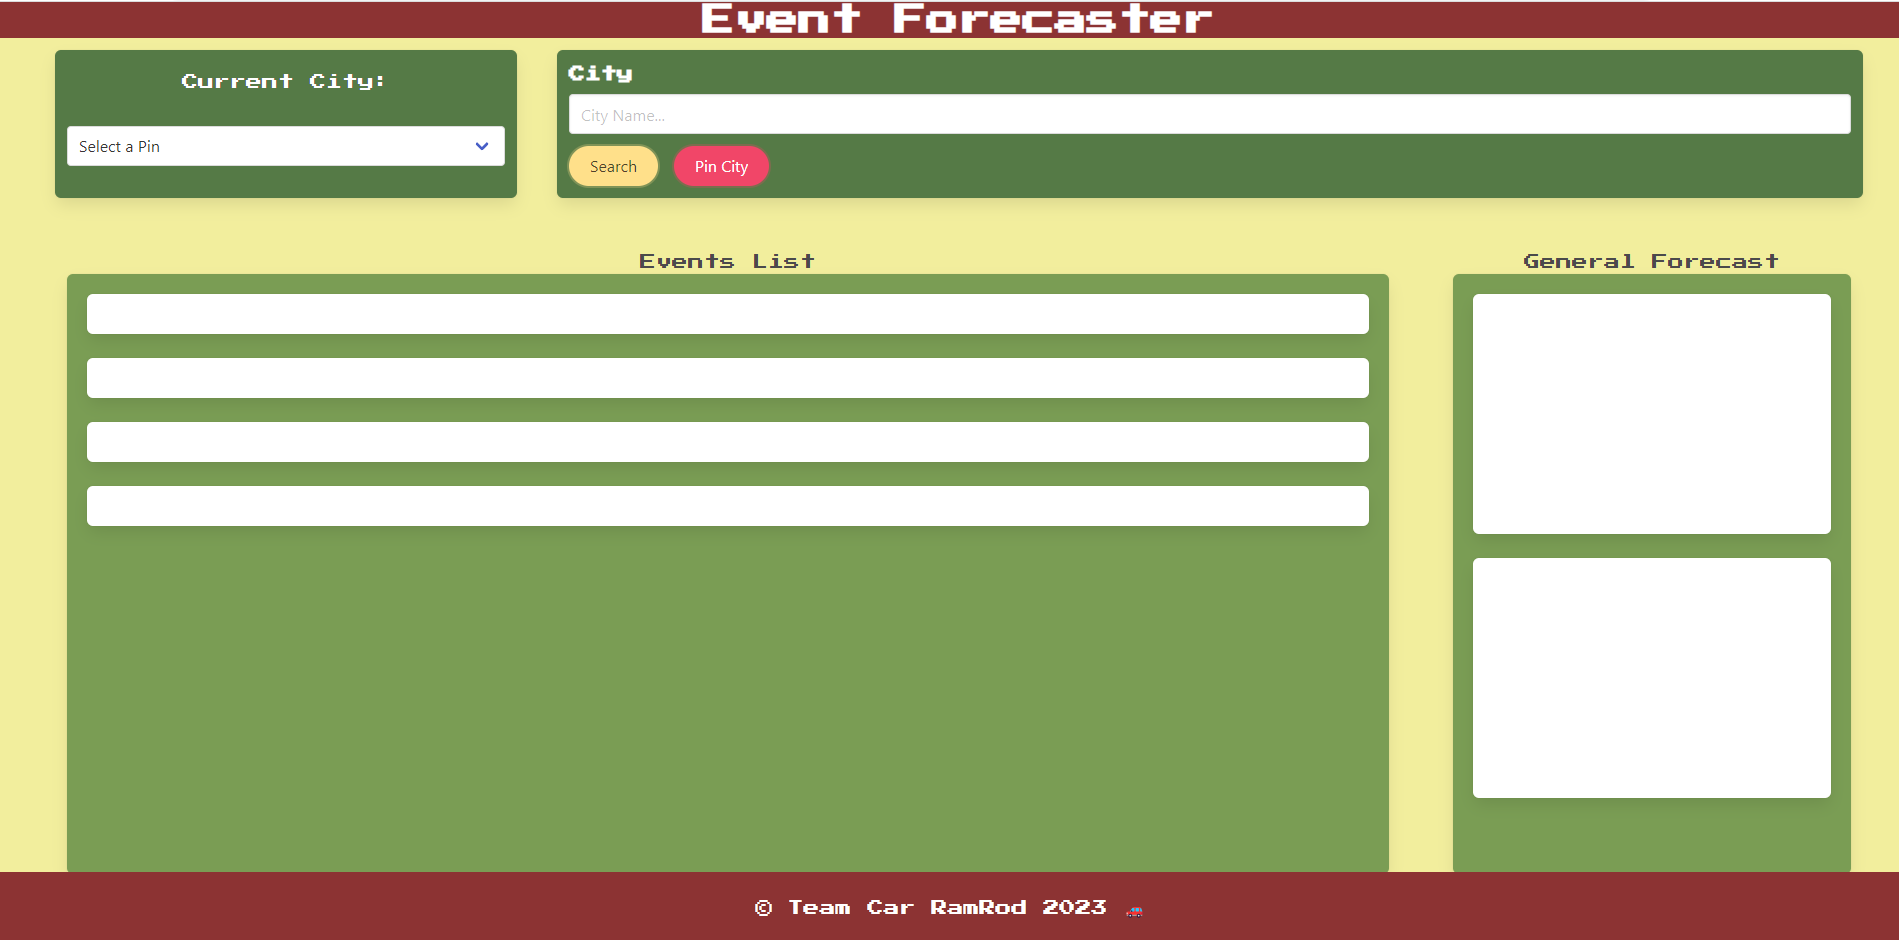 Event Forecaster
Current City:
Select a Pin
City
City Name...
Search
Pin City
Events List
General Forecast
© Team Car RamRod 2023 🚗